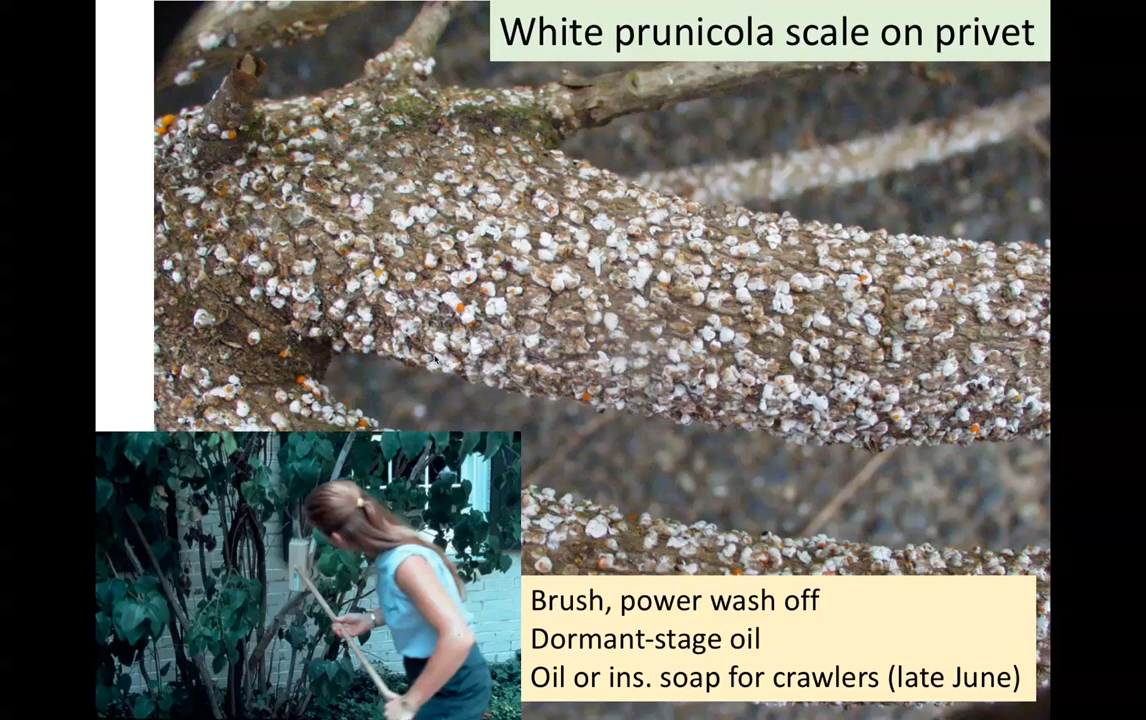 White prunicola scale on privet
Brush, power wash off
Dormant-stage oil
Oil or ins. soap for crawlers (late June)